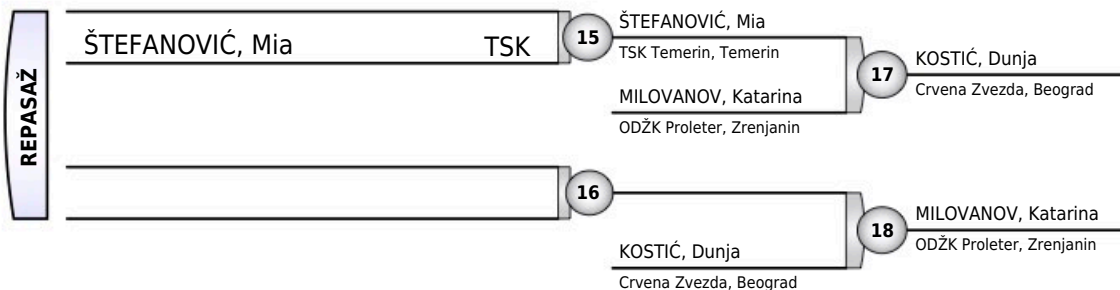 REPASAŽ
ŠTEFANOVIĆ, Mia TSK
15
ŠTEFANOVIĆ, Mia
TSK Temerin, Temerin
MILOVANOV, Katarina
ODŽK Proleter, Zrenjanin
17
KOSTIĆ, Dunja
Crvena Zvezda, Beograd
16
KOSTIĆ, Dunja
Crvena Zvezda, Beograd
18
MILOVANOV, Katarina
ODŽK Proleter, Zrenjanin